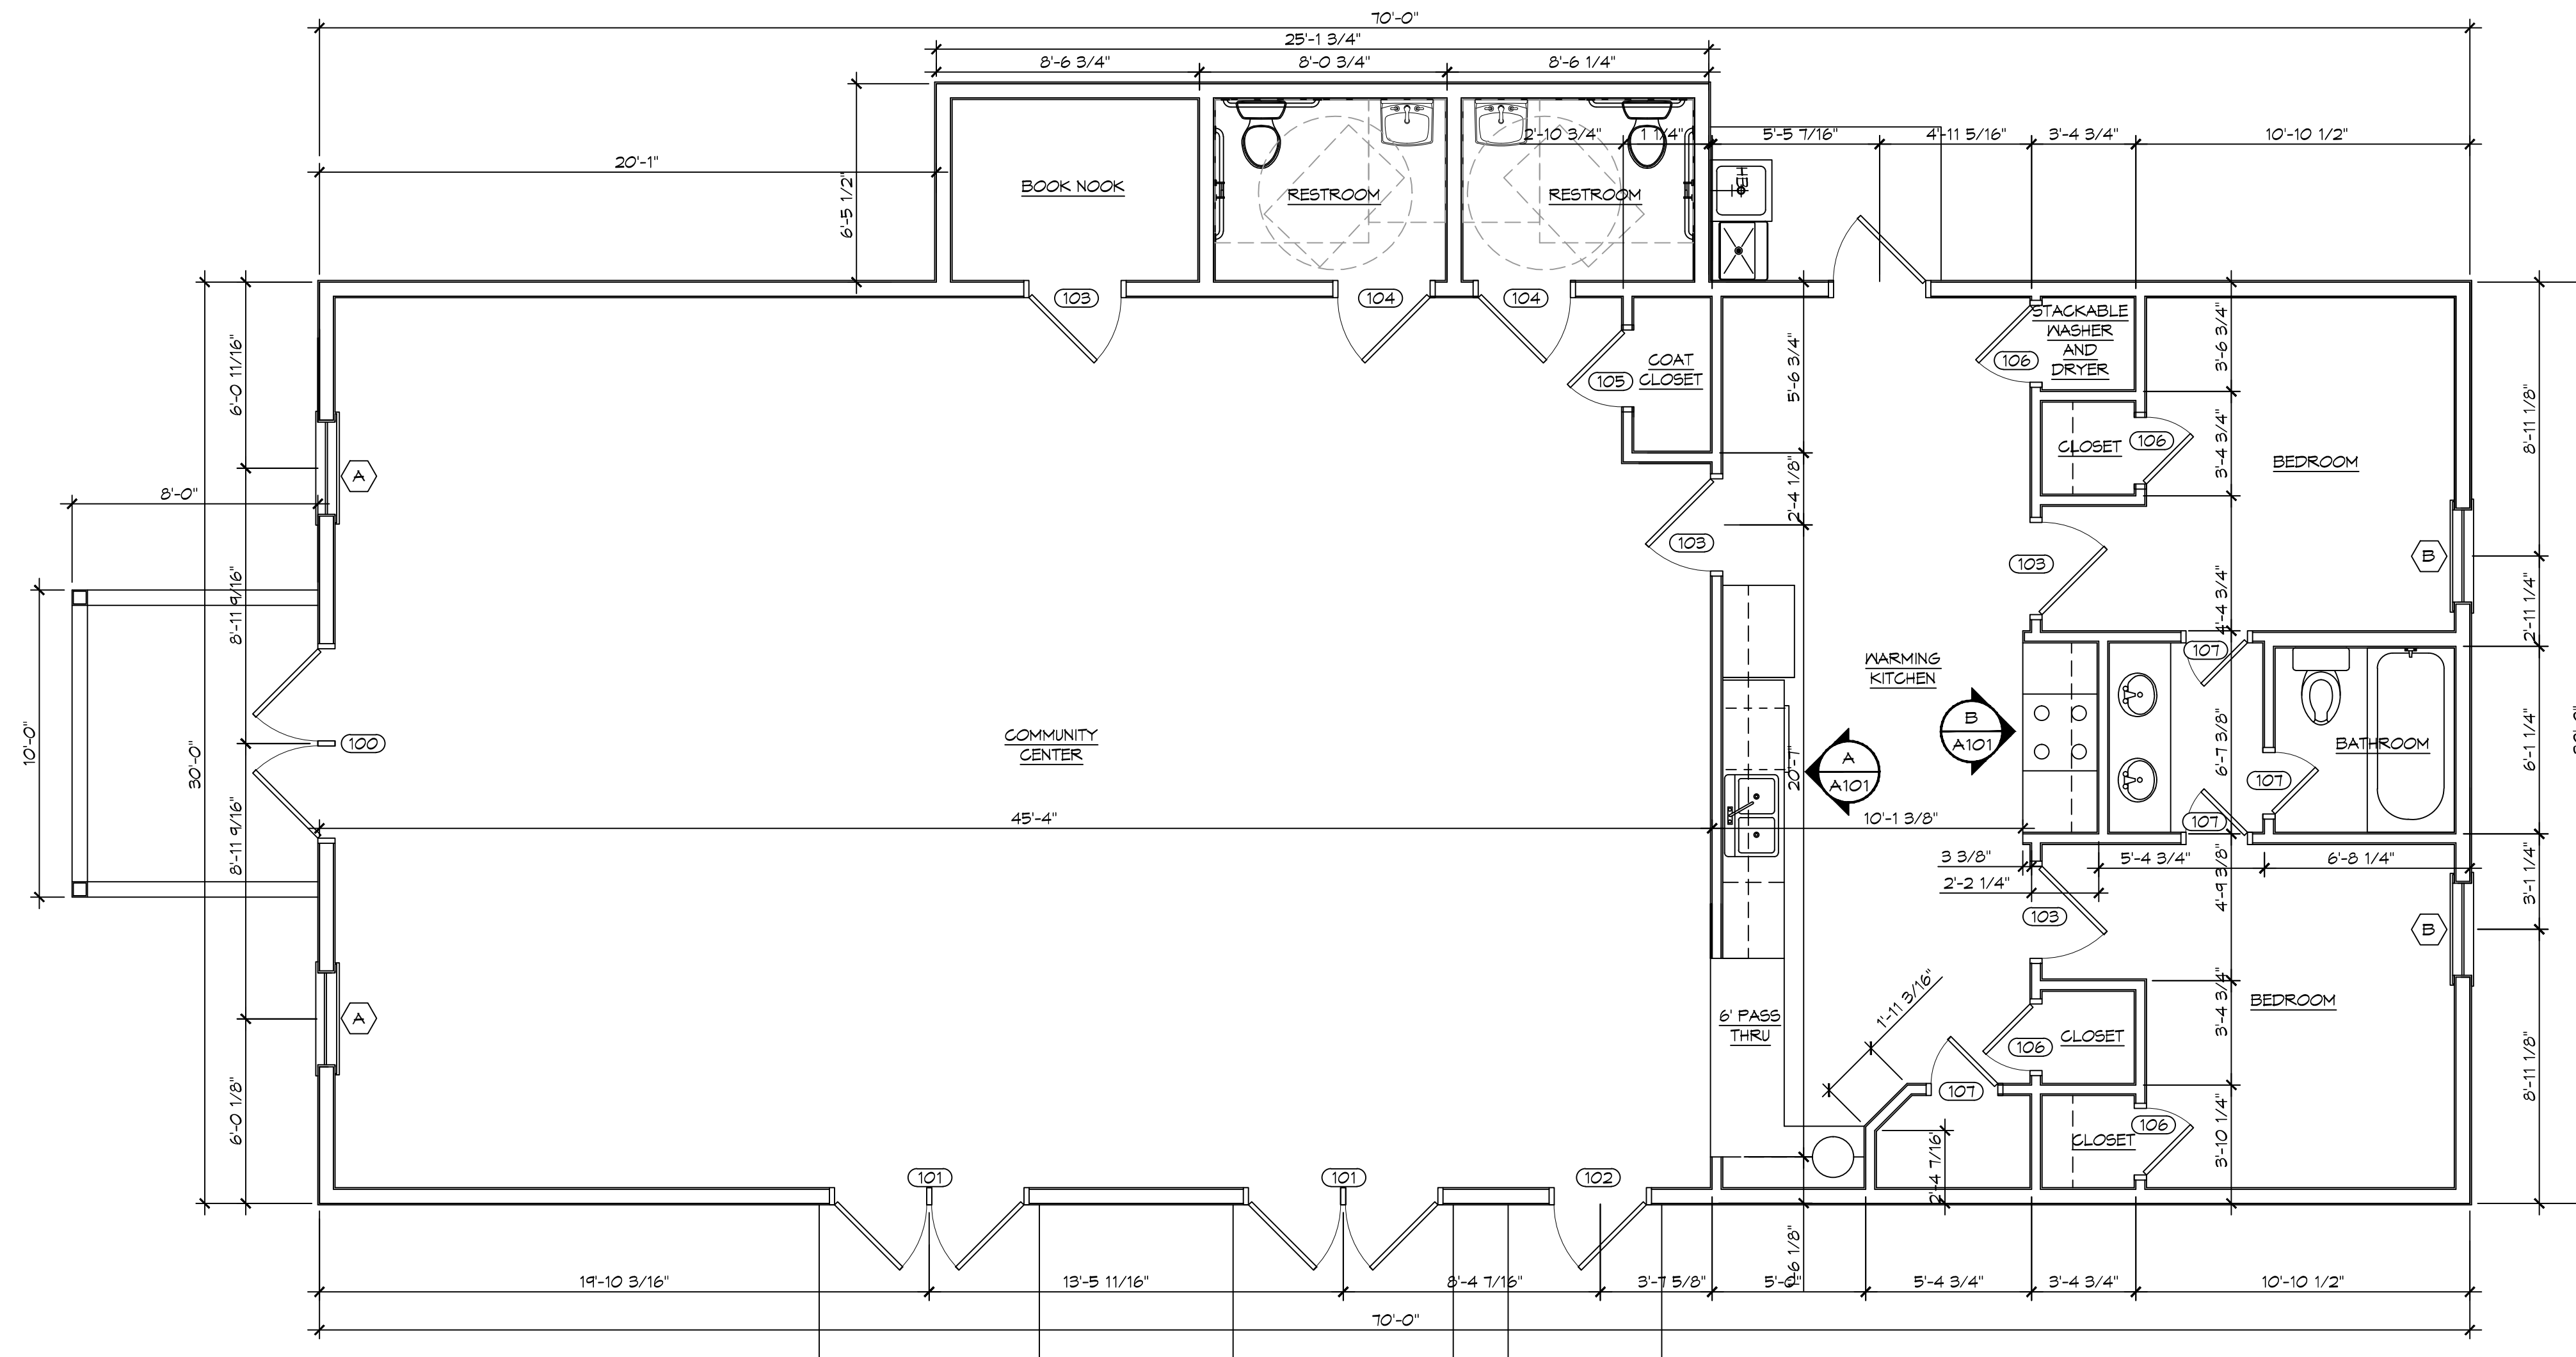 70'-0"
25'-1 3/4"
8'-6 3/4"
8'-0 3/4"
8'-6 1/4"
2'-10 3/4"
1 1/4"
5'-5 7/16"
4'-11 5/16"
3'-4 3/4"
10'-10 1/2"
20'-1"
6'-5 1/2"
BOOK NOOK
RESTROOM
RESTROOM
103
104
104
105
COAT
CLOSET
STACKABLE
WASHER
AND
DRYER
106
CLOSET
106
BEDROOM
3'-6 3/4"
3'-4 3/4"
4'-4 3/4"
8'-11 1/8"
2'-11 1/4"
5'-6 3/4"
2'-4 1/8"
6'-0 11/16"
8'-11 9/16"
A
8'-0"
103
103
B
WARMING
KITCHEN
107
10'-0"
30'-0"
100
COMMUNITY
CENTER
A
A101
B
A101
20'-7"
6'-7 3/8"
107
BATHROOM
6'-1 1/4"
107
8'-11 9/16"
45'-4"
10'-1 3/8"
3 3/8"
2'-2 1/4"
5'-4 3/4"
6'-8 1/4"
4'-9 3/8"
3'-1 1/4"
103
B
A
6'-0 1/8"
6' PASS
THRU
1'-11 3/16"
BEDROOM
3'-4 3/4"
106
CLOSET
107
CLOSET
106
3'-10 1/4"
8'-11 1/8"
2'-4 7/16"
101
101
102
19'-10 3/16"
13'-5 11/16"
8'-4 7/16"
3'-7 5/8"
5'-4 3/4"
3'-4 3/4"
10'-10 1/2"
70'-0"